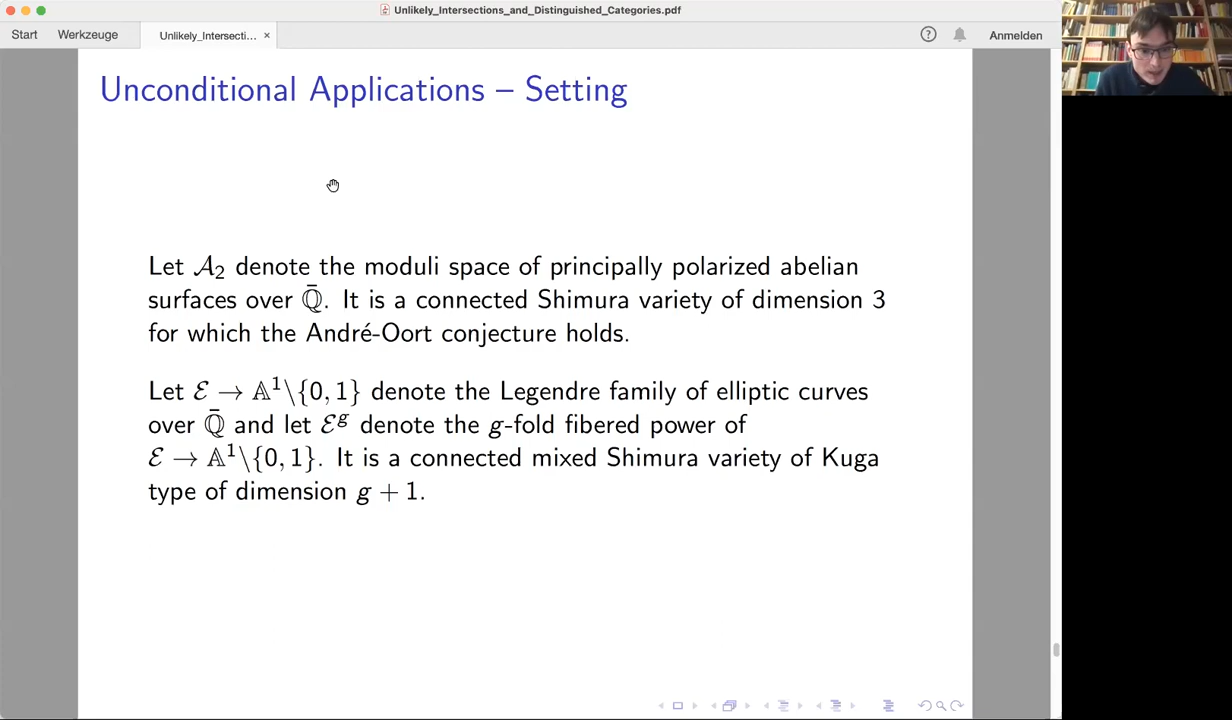 Unlikely_Intersections_and_Distinguished_Categories.pdf
Start Werkzeuge Unlikely_Intersecti... × Anmelden
Unconditional Applications – Setting
Let 𝒜₂ denote the moduli space of principally polarized abelian
surfaces over ℚ̄. It is a connected Shimura variety of dimension 3
for which the André-Oort conjecture holds.
Let ℰ → 𝔸¹\{0, 1} denote the Legendre family of elliptic curves
over ℚ̄ and let ℰᵍ denote the g-fold fibered power of
ℰ → 𝔸¹\{0, 1}. It is a connected mixed Shimura variety of Kuga
type of dimension g + 1.